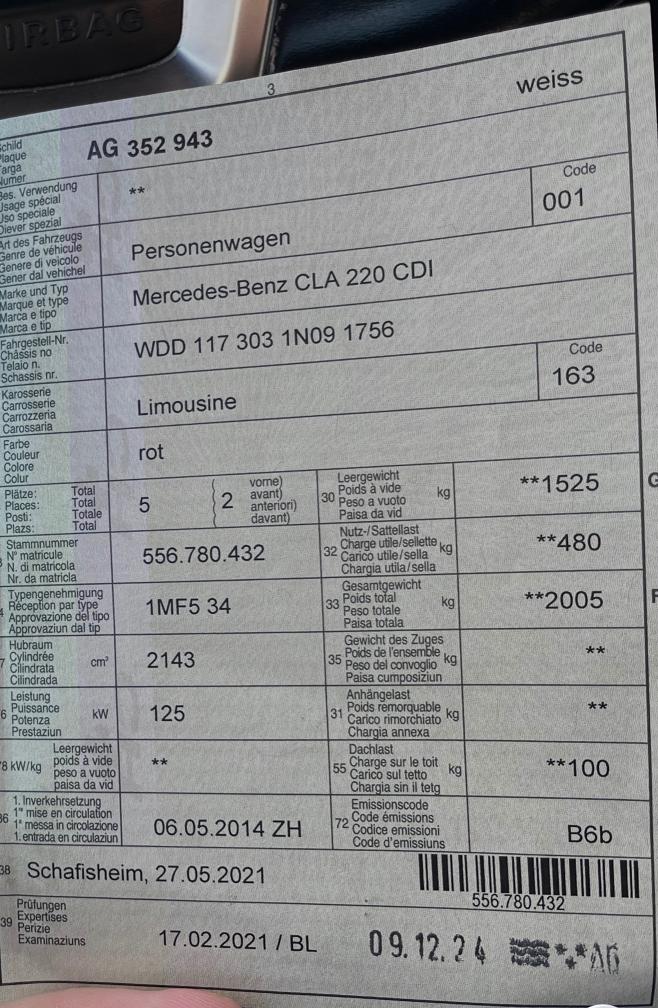 AIRBAG
3
Schild
Plaque
Targa
Numer
AG 352 943
weiss
Bes. Verwendung
Usage spécial
Uso speciale
Diever spezial
**
Code
001
Art des Fahrzeugs
Genre de véhicule
Genere di veicolo
Gener dal vehichel
Personenwagen
Marke und Typ
Marque et type
Marca e tipo
Marca e tip
Mercedes-Benz CLA 220 CDI
Fahrgestell-Nr.
Châssis no
Telaio n.
Schassis nr.
WDD 117 303 1N09 1756
Karosserie
Carrosserie
Carrozzeria
Carossaria
Limousine
Code
163
Farbe
Couleur
Colore
Colur
rot
Plätze: Total
Places: Total
Posti: Totale
Plazs: Total
5
2
vorne)
avant)
anteriori)
davant)
30
Leergewicht
Poids à vide
Peso a vuoto
Paisa da vid
kg
**1525
G
Stammnummer
N° matricule
N. di matricola
Nr. da matricla
556.780.432
32
Nutz-/Sattellast
Charge utile/sellette
Carico utile/sella
Chargia utila/sella
kg
**480
Typengenehmigung
Réception par type
Approvazione del tipo
Approvaziun dal tip
1MF5 34
33
Gesamtgewicht
Poids total
Peso totale
Paisa totala
kg
**2005
F
7
Hubraum
Cylindrée
Cilindrata
Cilindrada
cm³
2143
35
Gewicht des Zuges
Poids de l'ensemble
Peso del convoglio
Paisa cumposiziun
kg
**
6
Leistung
Puissance
Potenza
Prestaziun
kW
125
31
Anhängelast
Poids remorquable
Carico rimorchiato
Chargia annexa
kg
**
78 kW/kg
Leergewicht
poids à vide
peso a vuoto
paisa da vid
**
55
Dachlast
Charge sur le toit
Carico sul tetto
Chargia sin il tetg
kg
**100
36
1. Inverkehrsetzung
1re mise en circulation
1a messa in circolazione
1. entrada en circulaziun
06.05.2014 ZH
72
Emissionscode
Code émissions
Codice emissioni
Code d'emissiuns
B6b
38
Schafisheim, 27.05.2021
556.780.432
39
Prüfungen
Expertises
Perizie
Examinaziuns
17.02.2021 / BL
09.12.24
AG